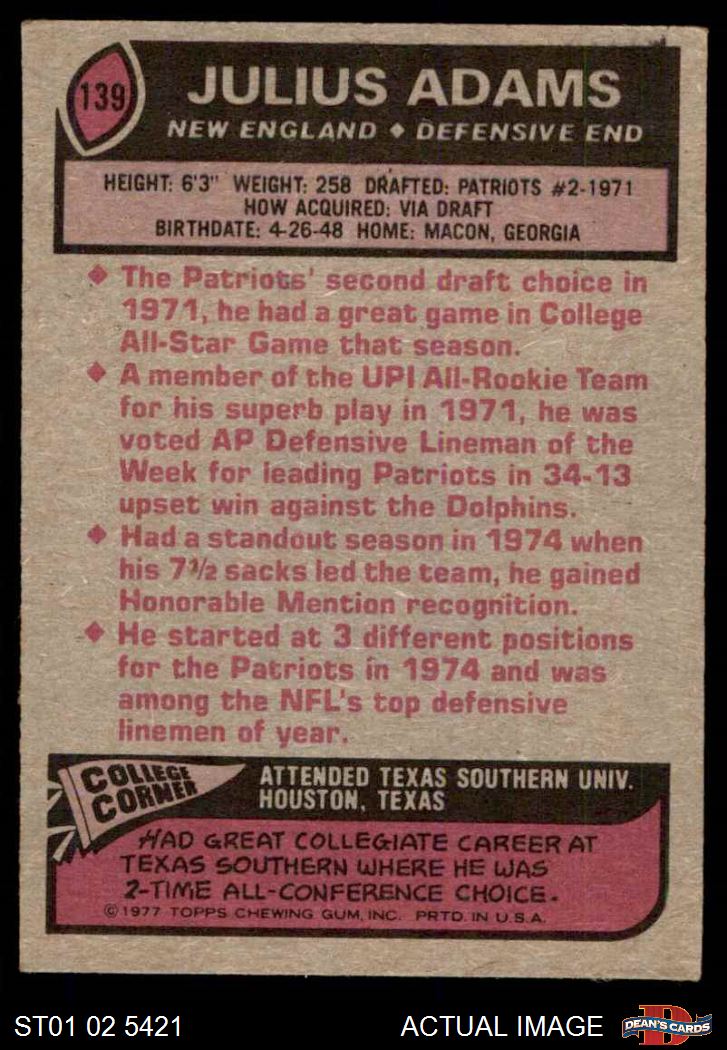 139
JULIUS ADAMS
NEW ENGLAND ◆ DEFENSIVE END
HEIGHT: 6'3" WEIGHT: 258 DRAFTED: PATRIOTS #2-1971
HOW ACQUIRED: VIA DRAFT
BIRTHDATE: 4-26-48 HOME: MACON, GEORGIA
◆ The Patriots' second draft choice in
1971, he had a great game in College
All-Star Game that season.
◆ A member of the UPI All-Rookie Team
for his superb play in 1971, he was
voted AP Defensive Lineman of the
Week for leading Patriots in 34-13
upset win against the Dolphins.
◆ Had a standout season in 1974 when
his 7½ sacks led the team, he gained
Honorable Mention recognition.
◆ He started at 3 different positions
for the Patriots in 1974 and was
among the NFL's top defensive
linemen of year.
COLLEGE
CORNER
ATTENDED TEXAS SOUTHERN UNIV.
HOUSTON, TEXAS
HAD GREAT COLLEGIATE CAREER AT
TEXAS SOUTHERN WHERE HE WAS
2-TIME ALL-CONFERENCE CHOICE.
© 1977 TOPPS CHEWING GUM, INC. PRTD. IN U.S.A.
ST01 02 5421
ACTUAL IMAGE
D
DEAN'S CARDS